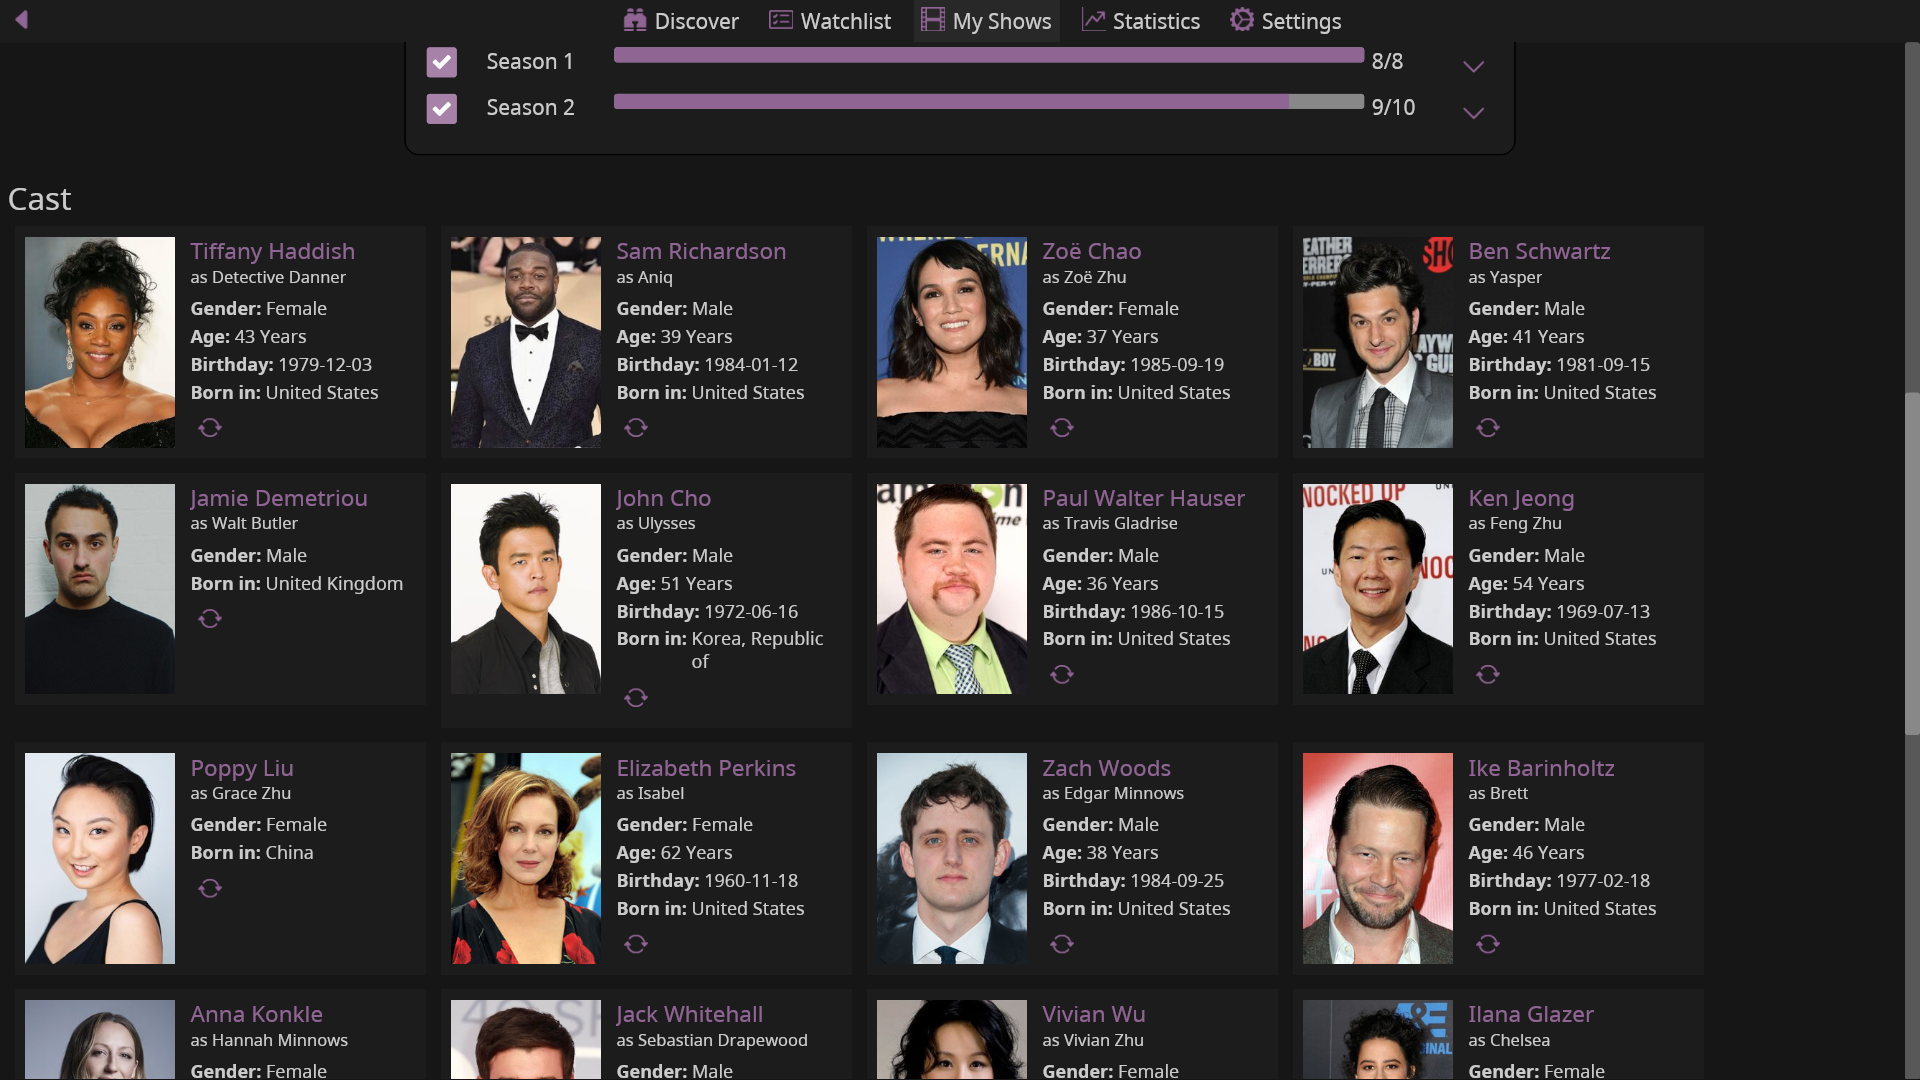 Discover Watchlist My Shows Statistics Settings
Season 1 8/8
Season 2 9/10
Cast
Tiffany Haddish
as Detective Danner
Gender: Female
Age: 43 Years
Birthday: 1979-12-03
Born in: United States
Sam Richardson
as Aniq
Gender: Male
Age: 39 Years
Birthday: 1984-01-12
Born in: United States
Zoë Chao
as Zoë Zhu
Gender: Female
Age: 37 Years
Birthday: 1985-09-19
Born in: United States
Ben Schwartz
as Yasper
Gender: Male
Age: 41 Years
Birthday: 1981-09-15
Born in: United States
Jamie Demetriou
as Walt Butler
Gender: Male
Born in: United Kingdom
John Cho
as Ulysses
Gender: Male
Age: 51 Years
Birthday: 1972-06-16
Born in: Korea, Republic
of
Paul Walter Hauser
as Travis Gladrise
Gender: Male
Age: 36 Years
Birthday: 1986-10-15
Born in: United States
NOCKED UP
Ken Jeong
as Feng Zhu
Gender: Male
Age: 54 Years
Birthday: 1969-07-13
Born in: United States
Poppy Liu
as Grace Zhu
Gender: Female
Born in: China
Elizabeth Perkins
as Isabel
Gender: Female
Age: 62 Years
Birthday: 1960-11-18
Born in: United States
Zach Woods
as Edgar Minnows
Gender: Male
Age: 38 Years
Birthday: 1984-09-25
Born in: United States
Ike Barinholtz
as Brett
Gender: Male
Age: 46 Years
Birthday: 1977-02-18
Born in: United States
Anna Konkle
as Hannah Minnows
Gender: Female
Jack Whitehall
as Sebastian Drapewood
Gender: Male
Vivian Wu
as Vivian Zhu
Gender: Female
Ilana Glazer
as Chelsea
Gender: Female